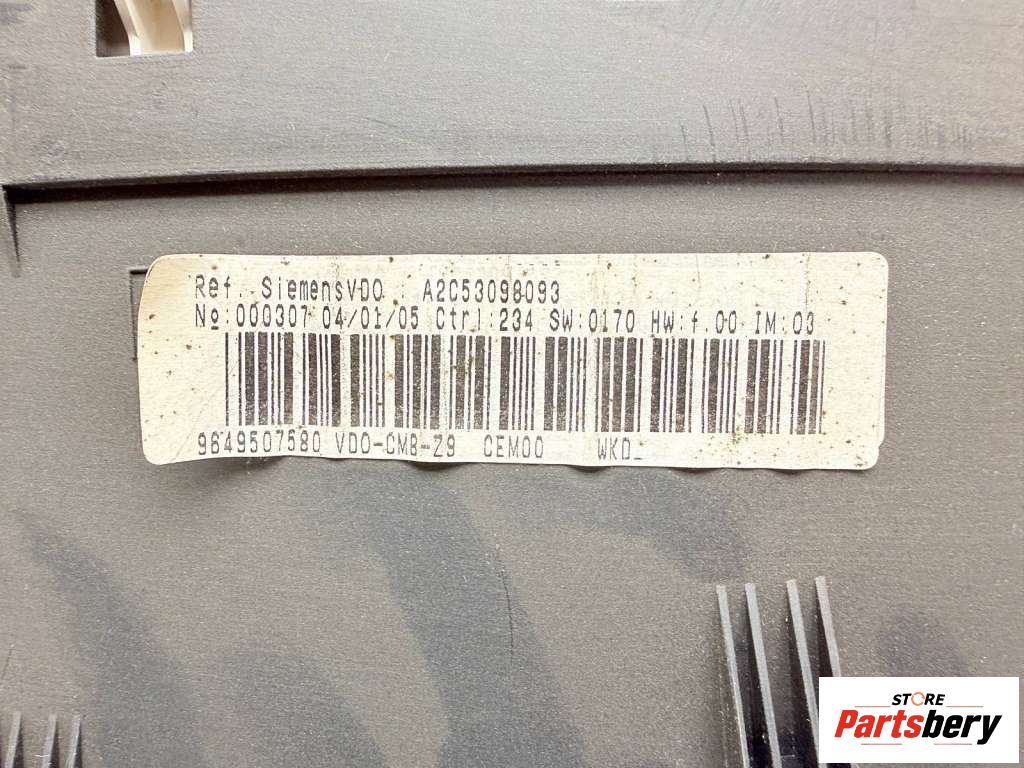 Ref. SiemensVDO : A2C53098093
№:000307 04/01/05 Ctrl:234 SW:0170 HW:f.00 IM:03
9649507580 VDO-CMB-Z9 CEM00 WKD_
STORE
Partsbery